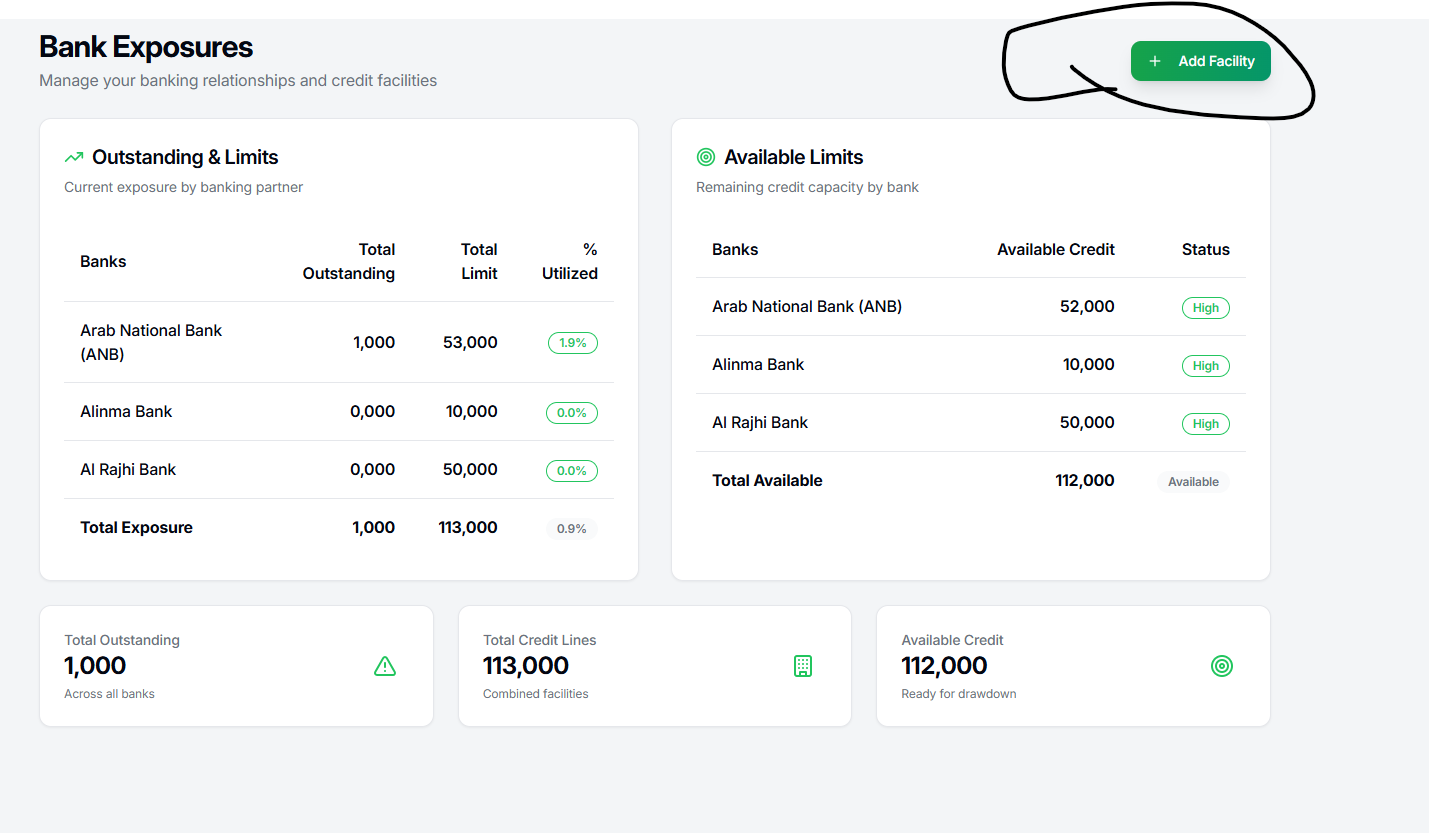 Bank Exposures
Manage your banking relationships and credit facilities
+ Add Facility
Outstanding & Limits
Current exposure by banking partner
Banks Total Outstanding Total Limit % Utilized
Arab National Bank (ANB) 1,000 53,000 1.9%
Alinma Bank 0,000 10,000 0.0%
Al Rajhi Bank 0,000 50,000 0.0%
Total Exposure 1,000 113,000 0.9%
Available Limits
Remaining credit capacity by bank
Banks Available Credit Status
Arab National Bank (ANB) 52,000 High
Alinma Bank 10,000 High
Al Rajhi Bank 50,000 High
Total Available 112,000 Available
Total Outstanding
1,000
Across all banks
Total Credit Lines
113,000
Combined facilities
Available Credit
112,000
Ready for drawdown